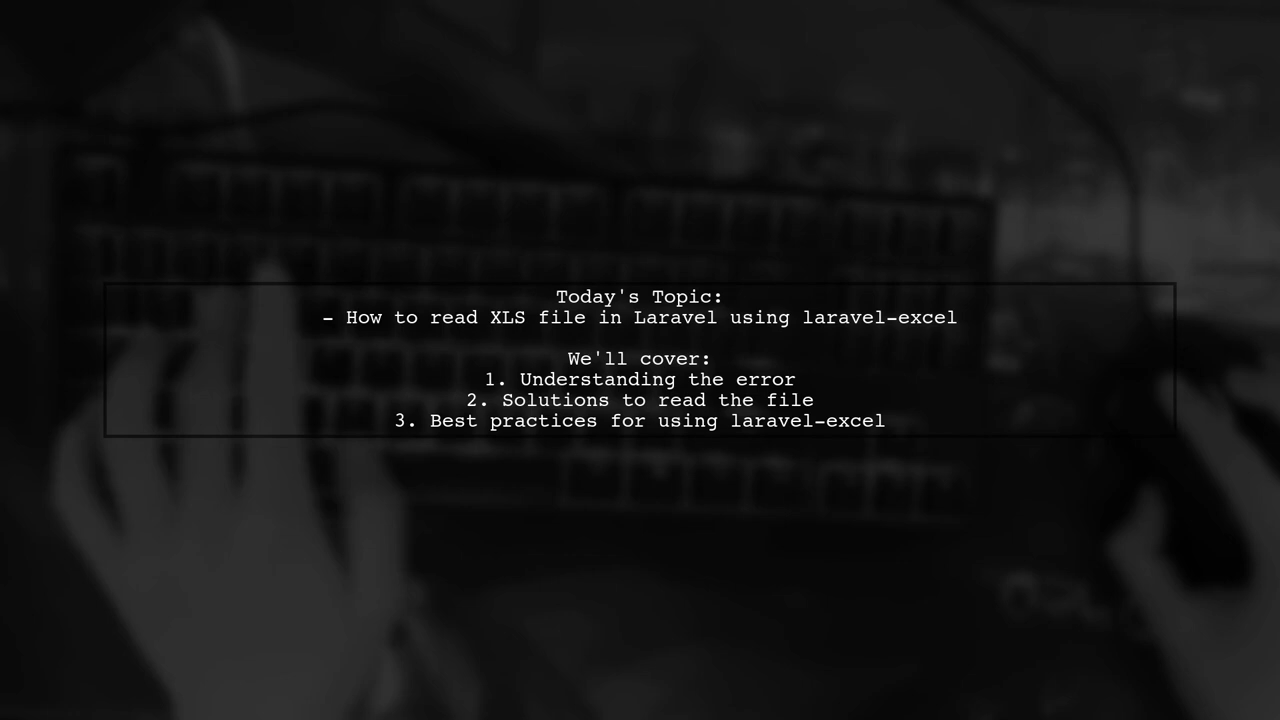 Today's Topic:
- How to read XLS file in Laravel using laravel-excel
We'll cover:
1. Understanding the error
2. Solutions to read the file
3. Best practices for using laravel-excel